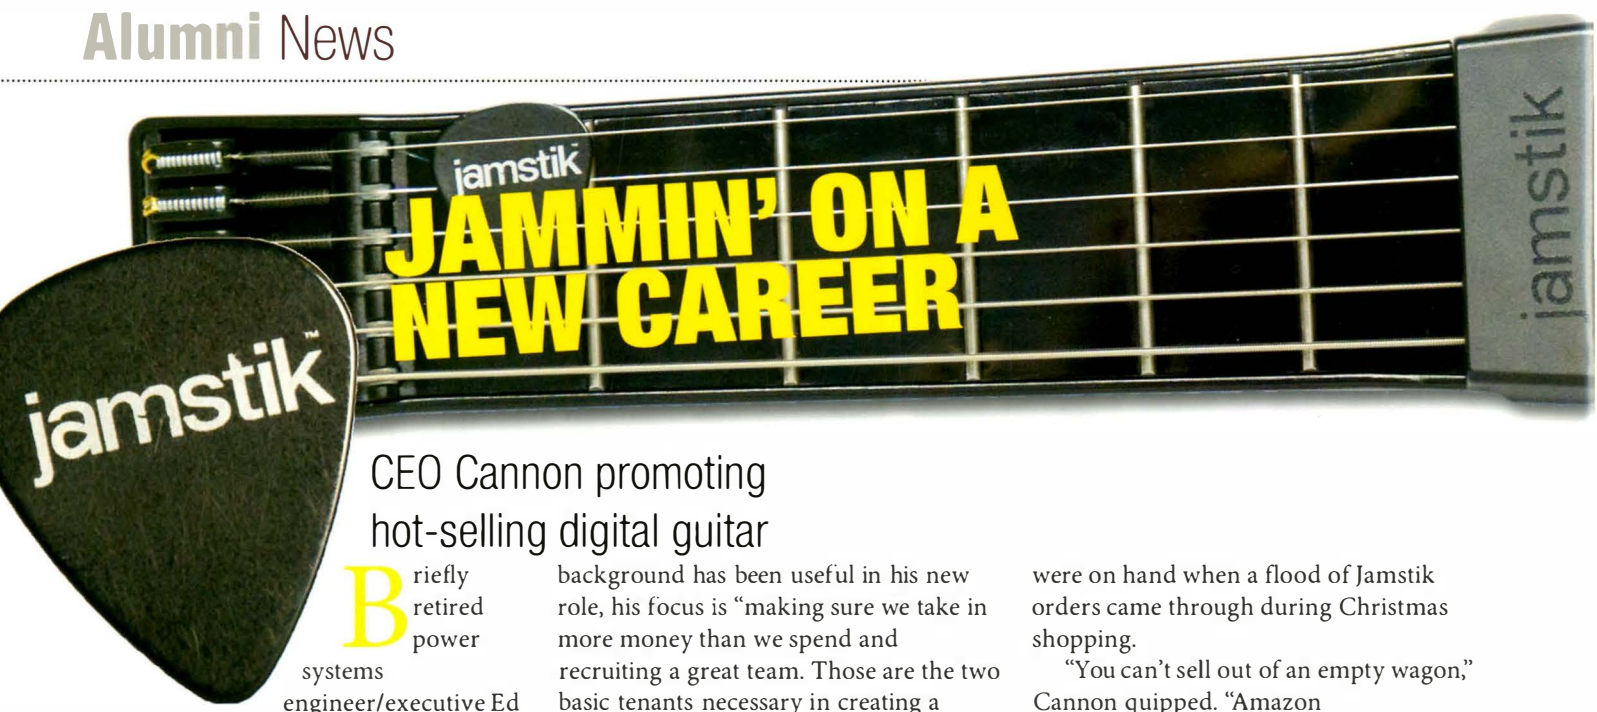 Alumni News
jamstik
JAMMIN’ ON A
NEW CAREER
jamstik
jamstik™
CEO Cannon promoting
hot-selling digital guitar
Briefly
retired
power
systems
engineer/executive Ed
background has been useful in his new
role, his focus is “making sure we take in
more money than we spend and
recruiting a great team. Those are the two
basic tenants necessary in creating a
were on hand when a flood of Jamstik
orders came through during Christmas
shopping.
“You can’t sell out of an empty wagon,”
Cannon quipped. “Amazon